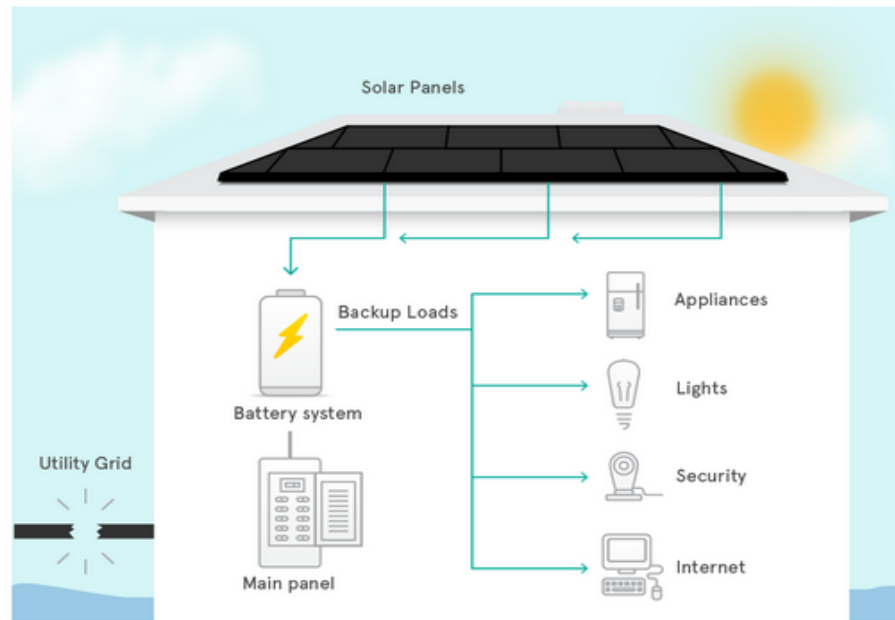 Solar Panels
Backup Loads
Appliances
Lights
Battery system
Utility Grid
Security
Main panel
Internet